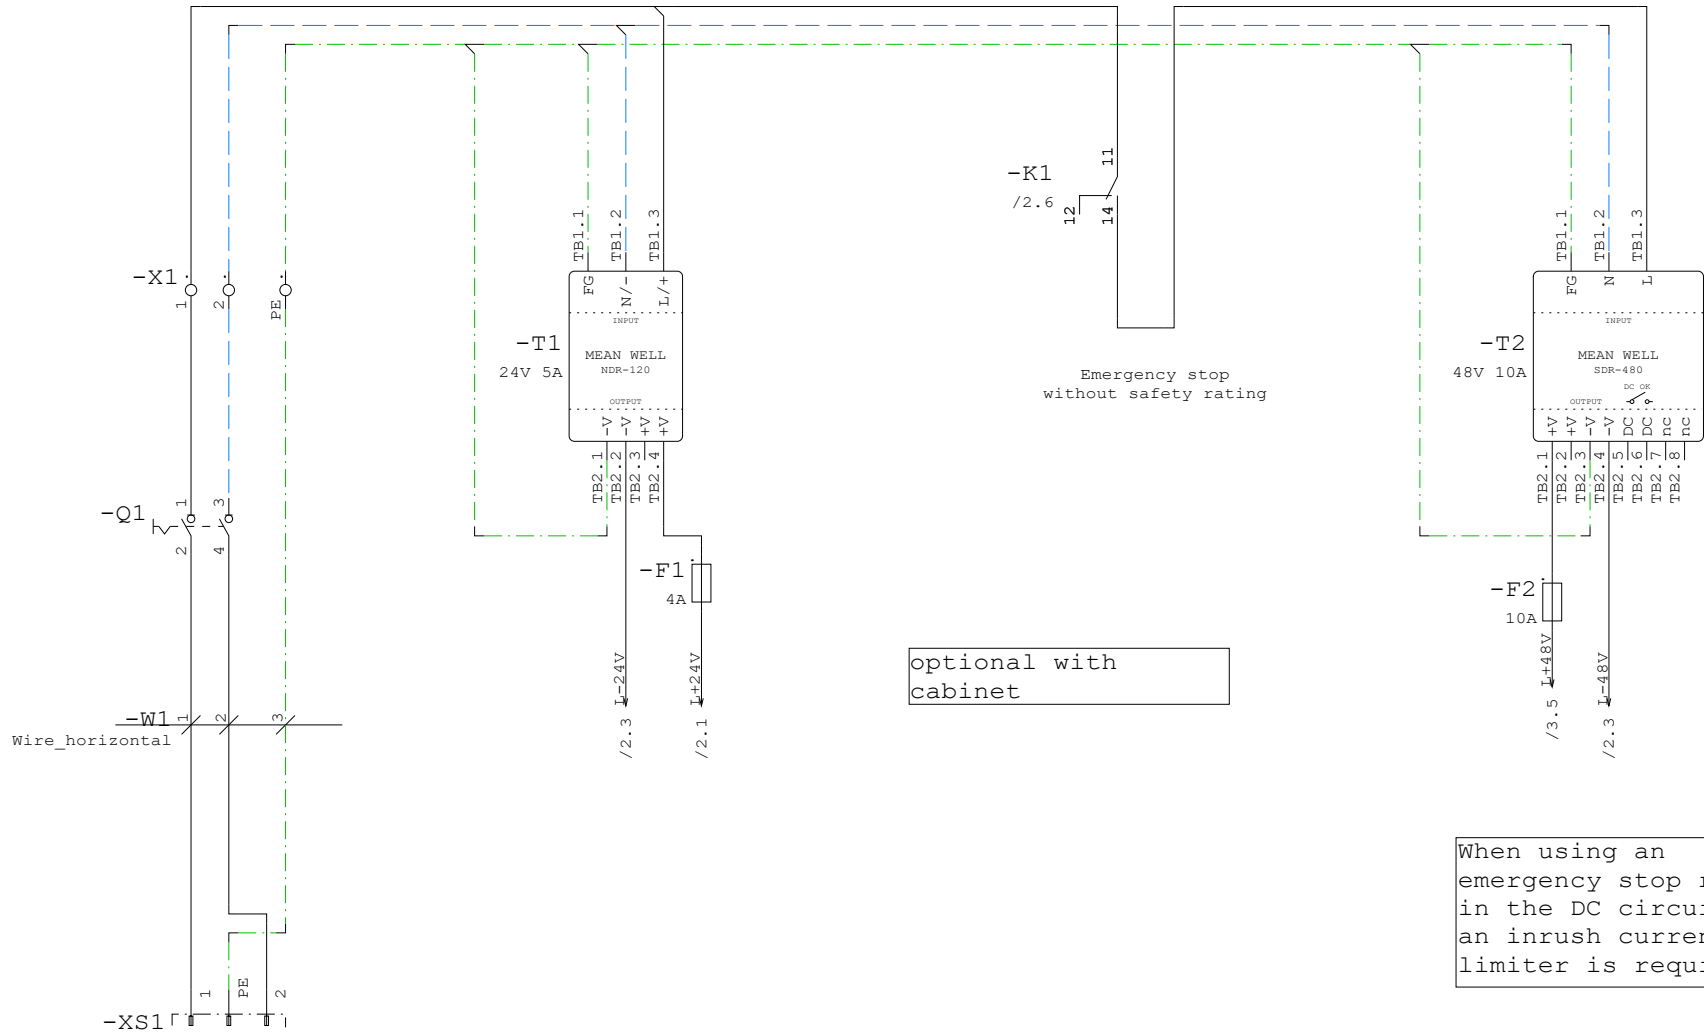 -K1
/2.6
11
12
14
TB1.1
TB1.2
TB1.3
TB1.1
TB1.2
TB1.3
-X1
1
2
PE
FG
N/-
L/+
INPUT
-T1
24V 5A
MEAN WELL
NDR-120
OUTPUT
-V
-V
+V
+V
TB2.1
TB2.2
TB2.3
TB2.4
Emergency stop
without safety rating
FG
N
L
INPUT
-T2
48V 10A
MEAN WELL
SDR-480
DC OK
OUTPUT
+V
+V
-V
-V
DC
DC
nc
nc
TB2.1
TB2.2
TB2.3
TB2.4
TB2.5
TB2.6
TB2.7
TB2.8
-Q1
1
3
2
4
-F1
4A
-F2
10A
L-24V
L+24V
/2.3
/2.1
optional with
cabinet
L+48V
L-48V
/3.5
/2.3
-W1
1
2
3
Wire_horizontal
When using an
emergency stop
in the DC
an inrush
limiter is
1
PE
2
-XS1